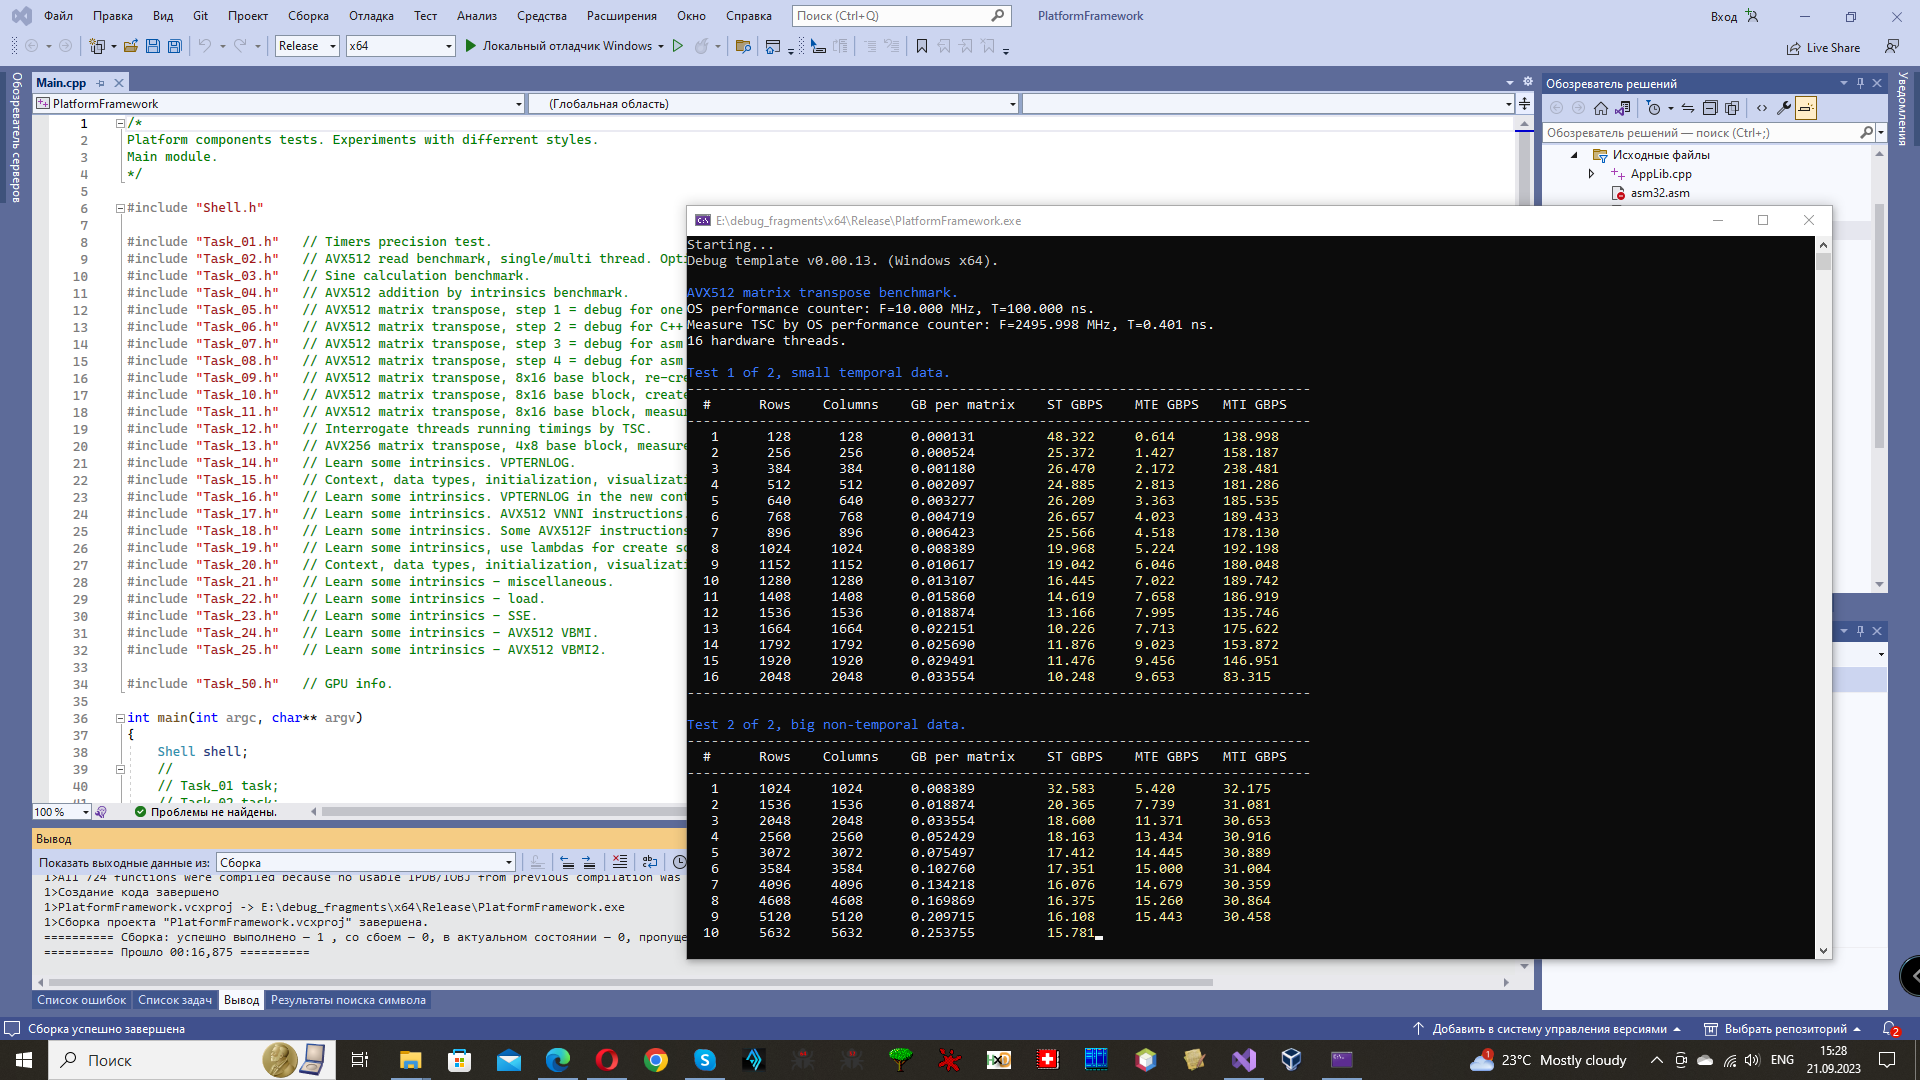 Файл Правка Вид Git Проект Сборка Отладка Тест Анализ Средства Расширения Окно Справка Поиск (Ctrl+Q) PlatformFramework Вход
Release x64 Локальный отладчик Windows Live Share
Обозреватель серверов
Main.cpp
PlatformFramework (Глобальная область)
1 /*
2 Platform components tests. Experiments with differrent styles.
3 Main module.
4 */
5
6 #include "Shell.h"
7
8 #include "Task_01.h" // Timers precision test.
9 #include "Task_02.h" // AVX512 read benchmark, single/multi thread. Opti
10 #include "Task_03.h" // Sine calculation benchmark.
11 #include "Task_04.h" // AVX512 addition by intrinsics benchmark.
12 #include "Task_05.h" // AVX512 matrix transpose, step 1 = debug for one
13 #include "Task_06.h" // AVX512 matrix transpose, step 2 = debug for C++
14 #include "Task_07.h" // AVX512 matrix transpose, step 3 = debug for asm
15 #include "Task_08.h" // AVX512 matrix transpose, step 4 = debug for asm
16 #include "Task_09.h" // AVX512 matrix transpose, 8x16 base block, re-cre
17 #include "Task_10.h" // AVX512 matrix transpose, 8x16 base block, create
18 #include "Task_11.h" // AVX512 matrix transpose, 8x16 base block, measur
19 #include "Task_12.h" // Interrogate threads running timings by TSC.
20 #include "Task_13.h" // AVX256 matrix transpose, 4x8 base block, measure
21 #include "Task_14.h" // Learn some intrinsics. VPTERNLOG.
22 #include "Task_15.h" // Context, data types, initialization, visualizati
23 #include "Task_16.h" // Learn some intrinsics. VPTERNLOG in the new cont
24 #include "Task_17.h" // Learn some intrinsics. AVX512 VNNI instructions.
25 #include "Task_18.h" // Learn some intrinsics. Some AVX512F instructions
26 #include "Task_19.h" // Learn some intrinsics, use lambdas for create sc
27 #include "Task_20.h" // Context, data types, initialization, visualizati
28 #include "Task_21.h" // Learn some intrinsics - miscellaneous.
29 #include "Task_22.h" // Learn some intrinsics - load.
30 #include "Task_23.h" // Learn some intrinsics - SSE.
31 #include "Task_24.h" // Learn some intrinsics - AVX512 VBMI.
32 #include "Task_25.h" // Learn some intrinsics - AVX512 VBMI2.
33
34 #include "Task_50.h" // GPU info.
35
36 int main(int argc, char** argv)
37 {
38 Shell shell;
39 //
40 // Task_01 task;
41 // Task_02 task;
100 % Проблемы не найдены.
Вывод
Показать выходные данные из: Сборка
1>All 724 functions were compiled because no usable IPDB/IOBJ from previous compilation was
1>Создание кода завершено
1>PlatformFramework.vcxproj -> E:\debug_fragments\x64\Release\PlatformFramework.exe
1>Сборка проекта "PlatformFramework.vcxproj" завершена.
========== Сборка: успешно выполнено — 1 , со сбоем — 0, в актуальном состоянии — 0, пропуще
========== Прошло 00:16,875 ==========
Список ошибок Список задач Вывод Результаты поиска символа
E:\debug_fragments\x64\Release\PlatformFramework.exe
Starting...
Debug template v0.00.13. (Windows x64).
AVX512 matrix transpose benchmark.
OS performance counter: F=10.000 MHz, T=100.000 ns.
Measure TSC by OS performance counter: F=2495.998 MHz, T=0.401 ns.
16 hardware threads.
Test 1 of 2, small temporal data.
# Rows Columns GB per matrix ST GBPS MTE GBPS MTI GBPS
1 128 128 0.000131 48.322 0.614 138.998
2 256 256 0.000524 25.372 1.427 158.187
3 384 384 0.001180 26.470 2.172 238.481
4 512 512 0.002097 24.885 2.813 181.286
5 640 640 0.003277 26.209 3.363 185.535
6 768 768 0.004719 26.657 4.023 189.433
7 896 896 0.006423 25.566 4.518 178.130
8 1024 1024 0.008389 19.968 5.224 192.198
9 1152 1152 0.010617 19.042 6.046 180.048
10 1280 1280 0.013107 16.445 7.022 189.742
11 1408 1408 0.015860 14.619 7.658 186.919
12 1536 1536 0.018874 13.166 7.995 135.746
13 1664 1664 0.022151 10.226 7.713 175.622
14 1792 1792 0.025690 11.876 9.023 153.872
15 1920 1920 0.029491 11.476 9.456 146.951
16 2048 2048 0.033554 10.248 9.653 83.315
Test 2 of 2, big non-temporal data.
# Rows Columns GB per matrix ST GBPS MTE GBPS MTI GBPS
1 1024 1024 0.008389 32.583 5.420 32.175
2 1536 1536 0.018874 20.365 7.739 31.081
3 2048 2048 0.033554 18.600 11.371 30.653
4 2560 2560 0.052429 18.163 13.434 30.916
5 3072 3072 0.075497 17.412 14.445 30.889
6 3584 3584 0.102760 17.351 15.000 31.004
7 4096 4096 0.134218 16.076 14.679 30.359
8 4608 4608 0.169869 16.375 15.260 30.864
9 5120 5120 0.209715 16.108 15.443 30.458
10 5632 5632 0.253755 15.781
Обозреватель решений
Обозреватель решений — поиск (Ctrl+;)
Исходные файлы
AppLib.cpp
asm32.asm
Уведомления
Сборка успешно завершена Добавить в систему управления версиями Выбрать репозиторий 2
Поиск 1 23°C Mostly cloudy ENG 15:28
21.09.2023